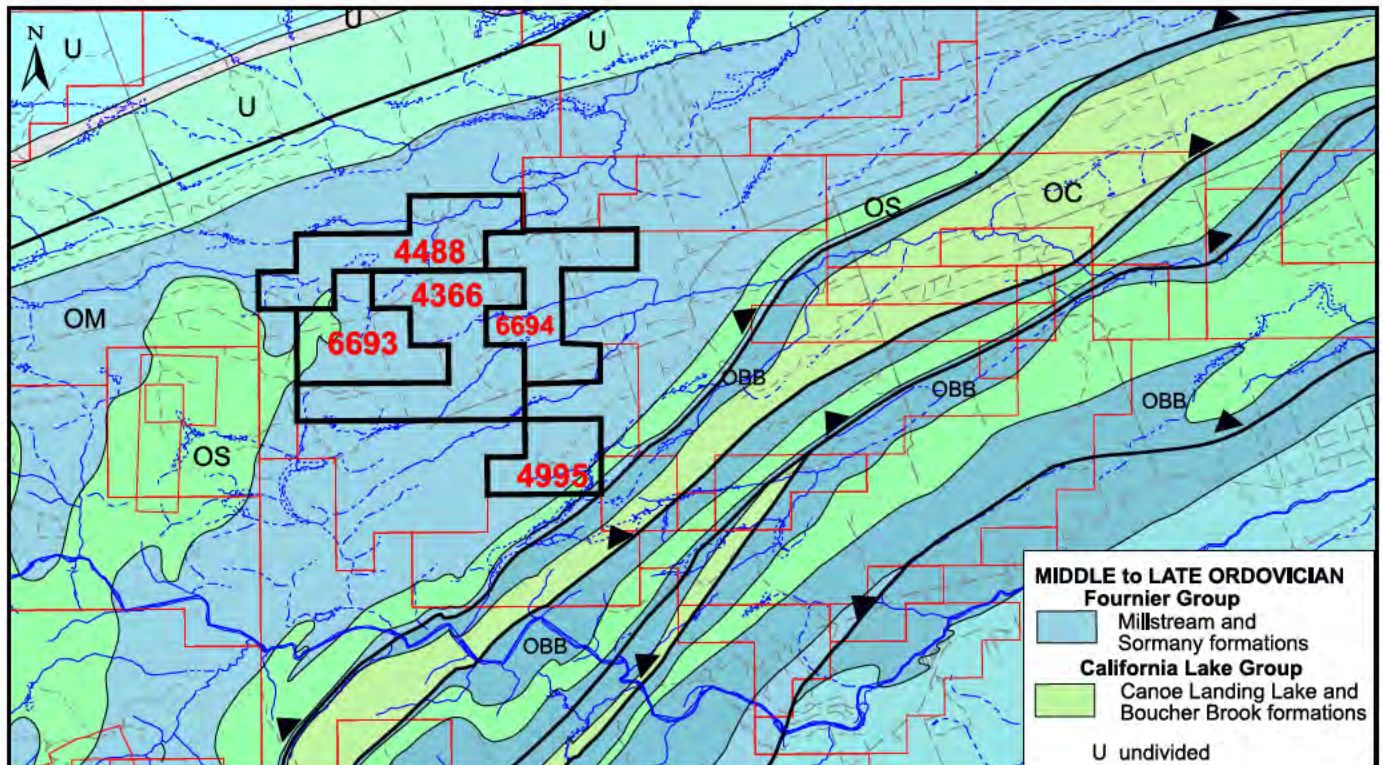 U
U
N
U
OS
OC
4488
4366
6694
OM
6693
OBB
OBB
OBB
OS
4995
OBB
MIDDLE to LATE ORDOVICIAN
Fournier Group
Millstream and
Sormany formations
California Lake Group
Canoe Landing Lake and
Boucher Brook formations
U undivided